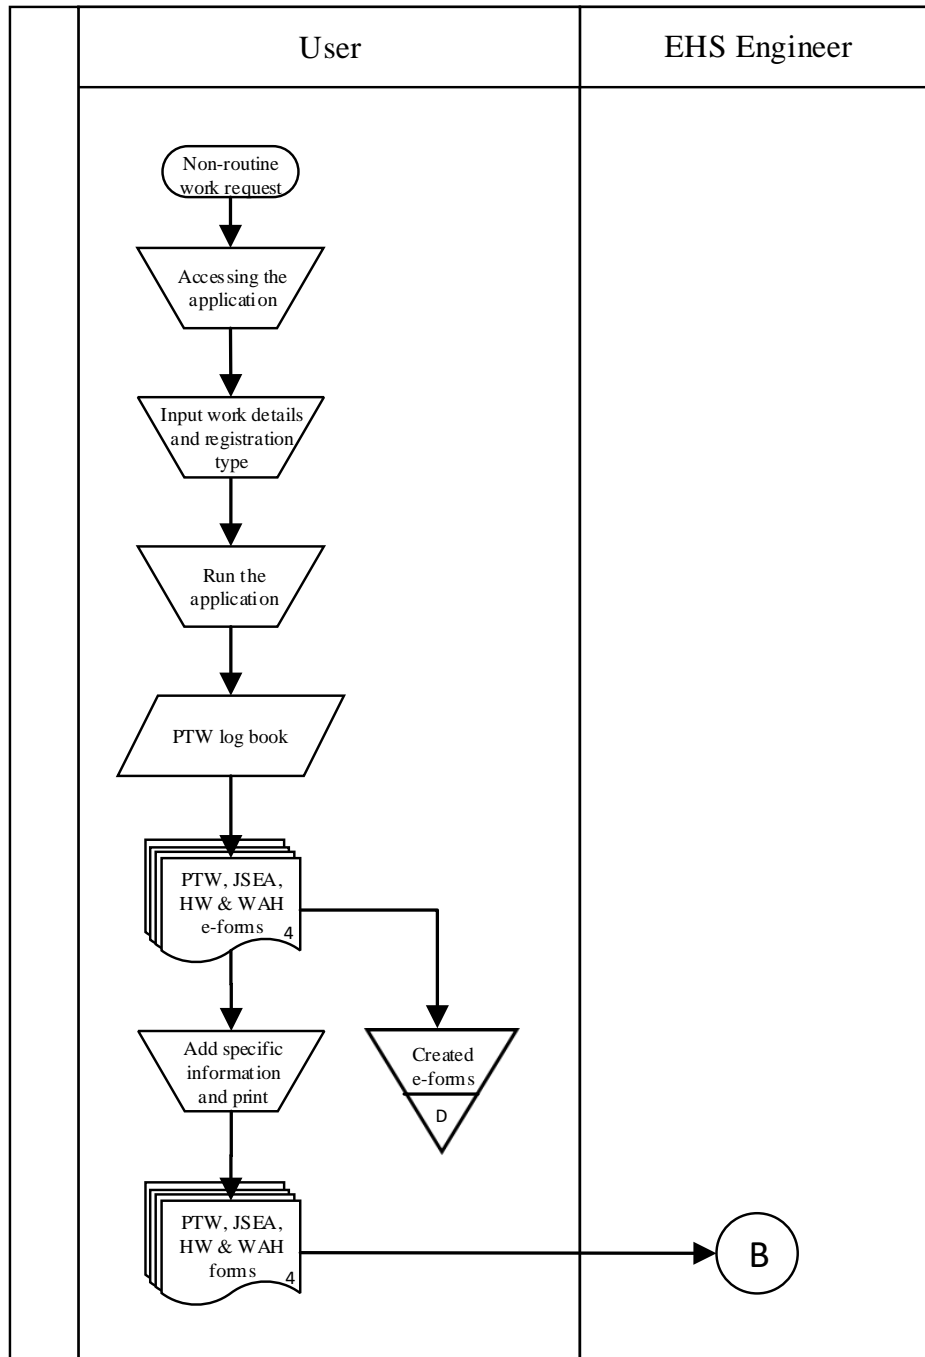 User
EHS Engineer
Non-routine
work request
Accessing the
application
Input work details
and registration
type
Run the
application
PTW log book
PTW, JSEA,
HW & WAH
e-forms
4
Add specific
information
and print
Created
e-forms
D
PTW, JSEA,
HW & WAH
forms
4
B